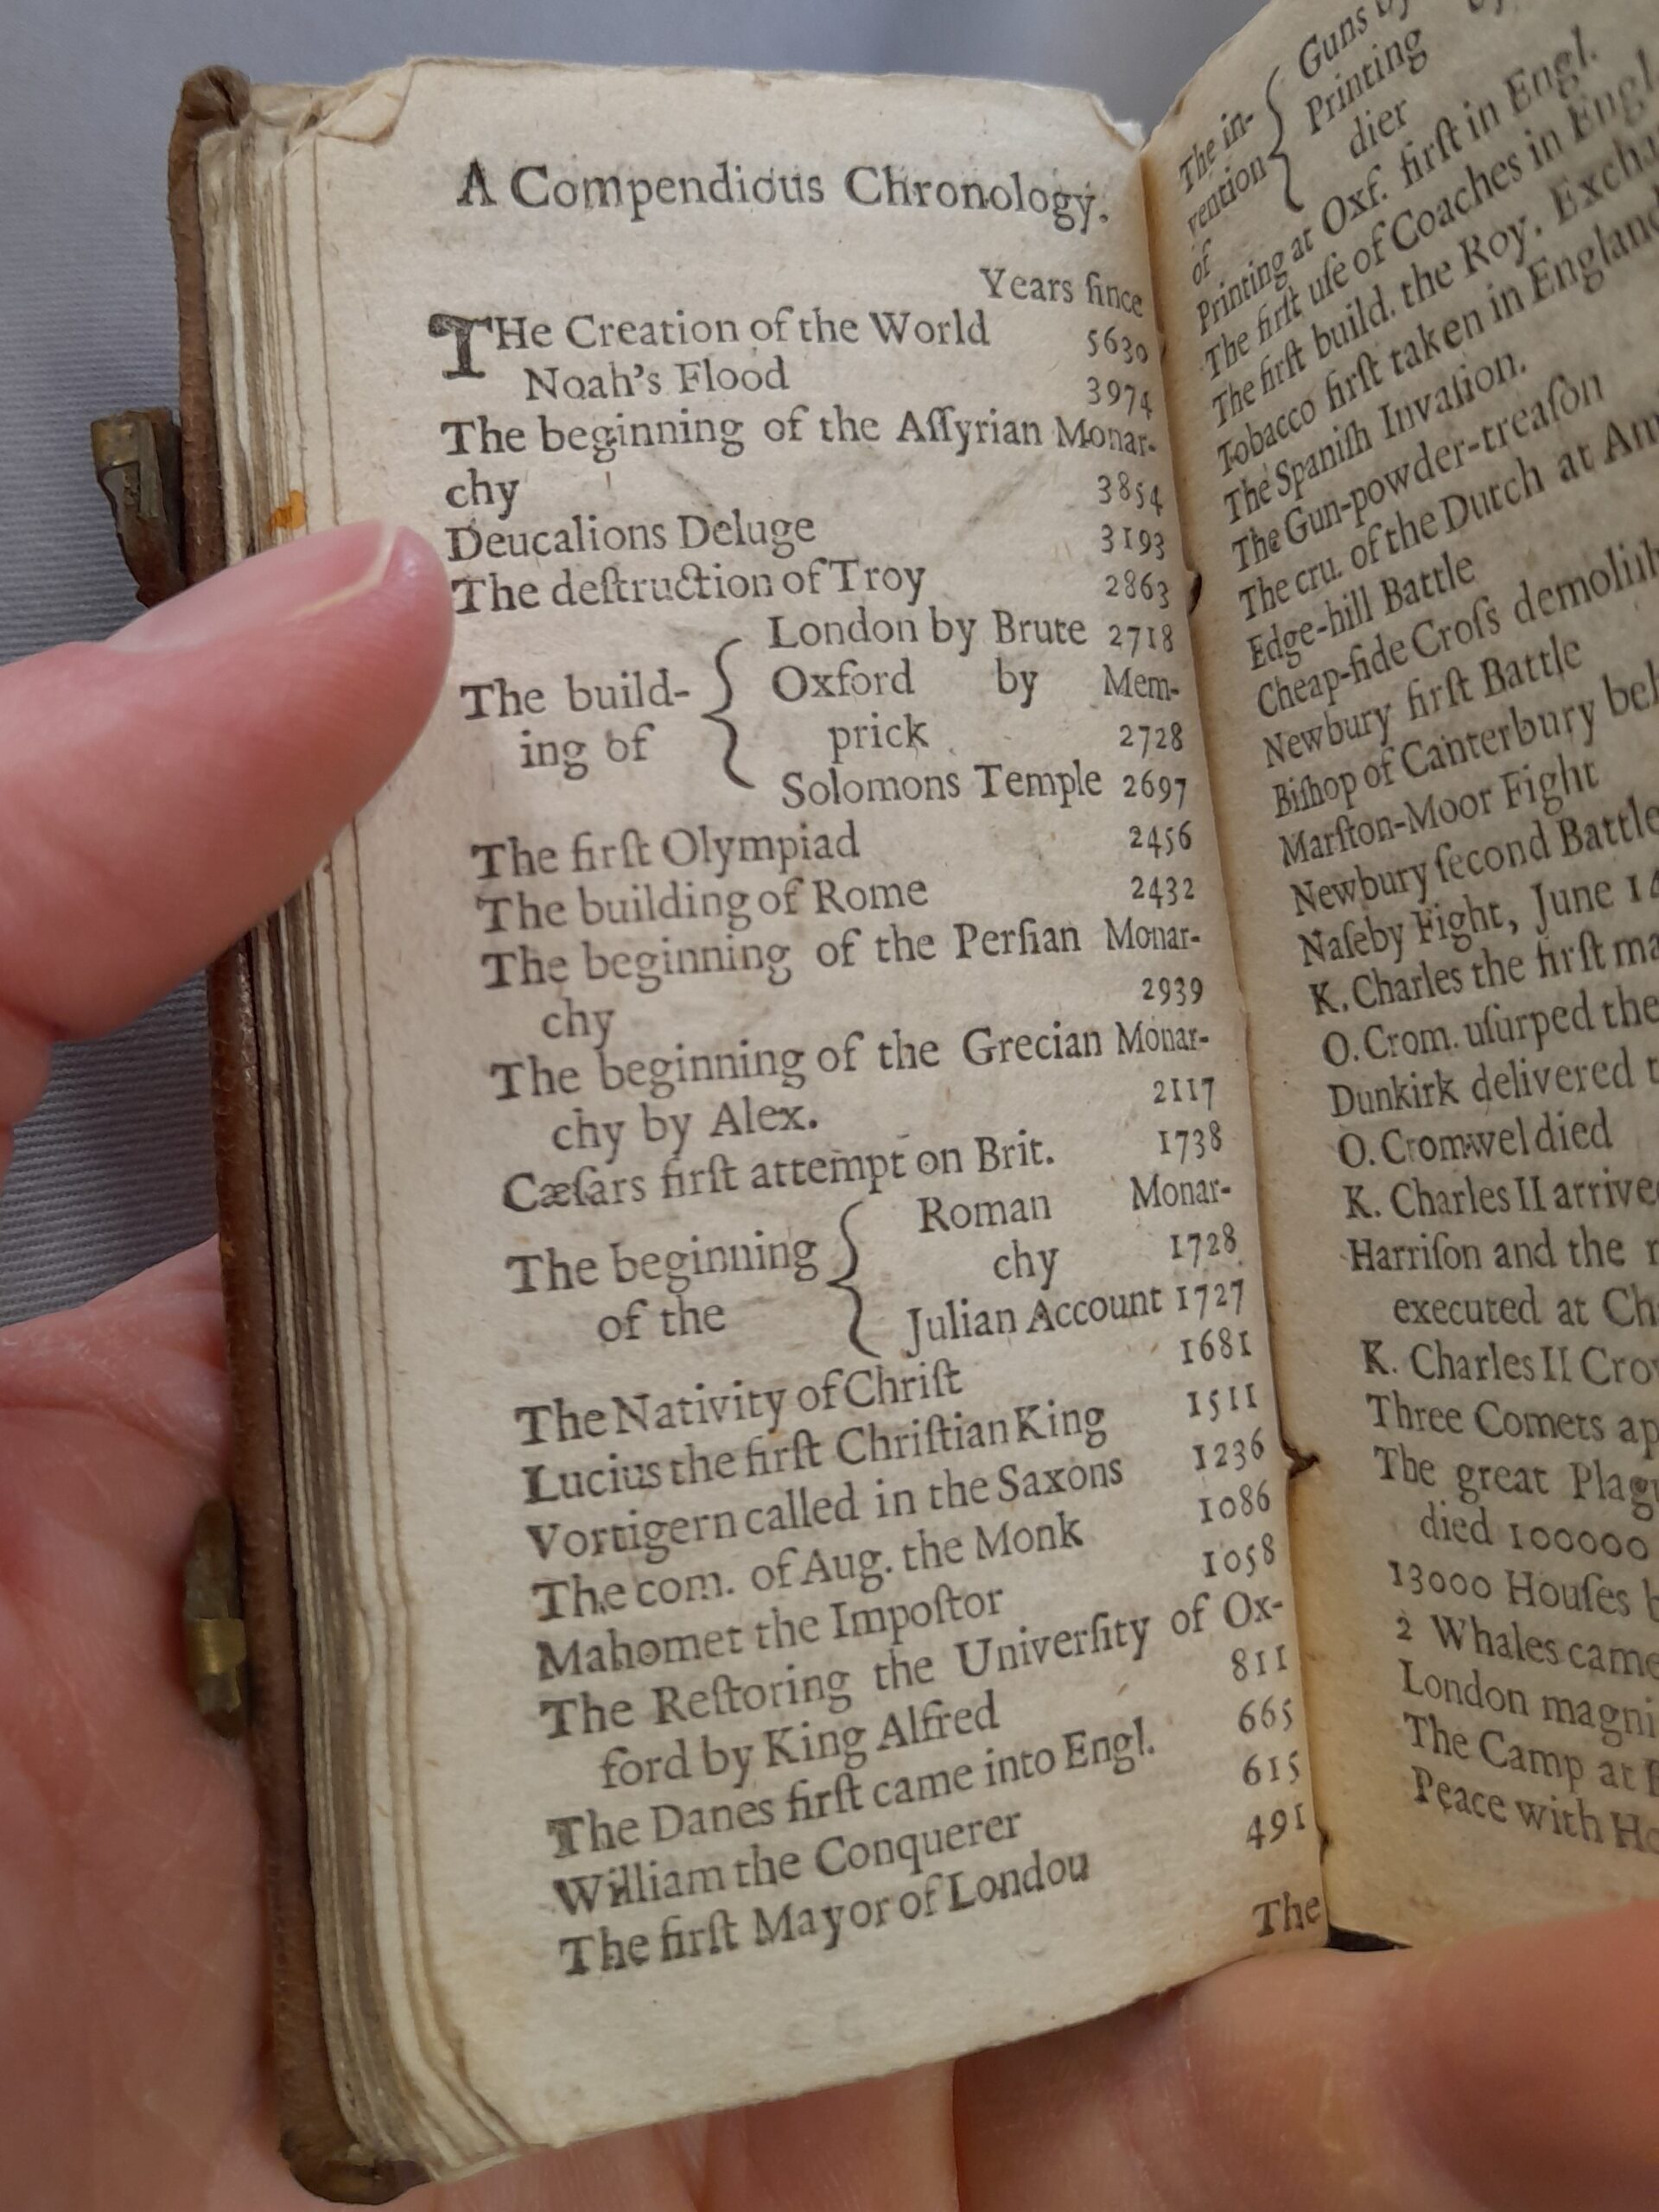 A Compendious Chronology.
Years ſince
THe Creation of the World 5630
Noah's Flood 3974
The beginning of the Aſſyrian Monar-
chy 3854
Deucalions Deluge 3193
The deſtruction of Troy 2863
The build-
ing of
London by Brute 2718
Oxford by Mem-
prick 2728
Solomons Temple 2697
The firſt Olympiad 2456
The building of Rome 2432
The beginning of the Perſian Monar-
chy 2939
The beginning of the Grecian Monar-
chy by Alex. 2117
Cæſars firſt attempt on Brit. 1738
The beginning
of the
Roman Monar-
chy 1728
Julian Account 1727
The Nativity of Chriſt 1681
Lucius the firſt Chriſtian King 1511
Vortigern called in the Saxons 1236
The com. of Aug. the Monk 1086
Mahomet the Impoſtor 1058
The Reſtoring the Univerſity of Ox-
ford by King Alfred 811
The Danes firſt came into Engl. 665
William the Conquerer 615
The firſt Mayor of Londou 491
The
The in-
vention
of
Guns
Printing
dier
Printing at Oxf. firſt in Engl.
The firſt uſe of Coaches in Engl.
The firſt build. the Roy.
Tobacco firſt taken in England
The Spaniſh Invaſion.
The Gun-powder-treaſon
The cru. of the Dutch at
Edge-hill Battle
Cheap-ſide Croſs
Newbury firſt Battle
Biſhop of Canterbury
Marſton-Moor Fight
Newbury ſecond Battle
Naſeby Fight, June
K. Charles the firſt
O. Crom. uſurped the
Dunkirk delivered
O. Cromwel died
K. Charles II
Harriſon and the
executed at
K. Charles II
Three Comets
The great
died 100000
13000 Houſes
2 Whales came
London
The Camp at
Peace with